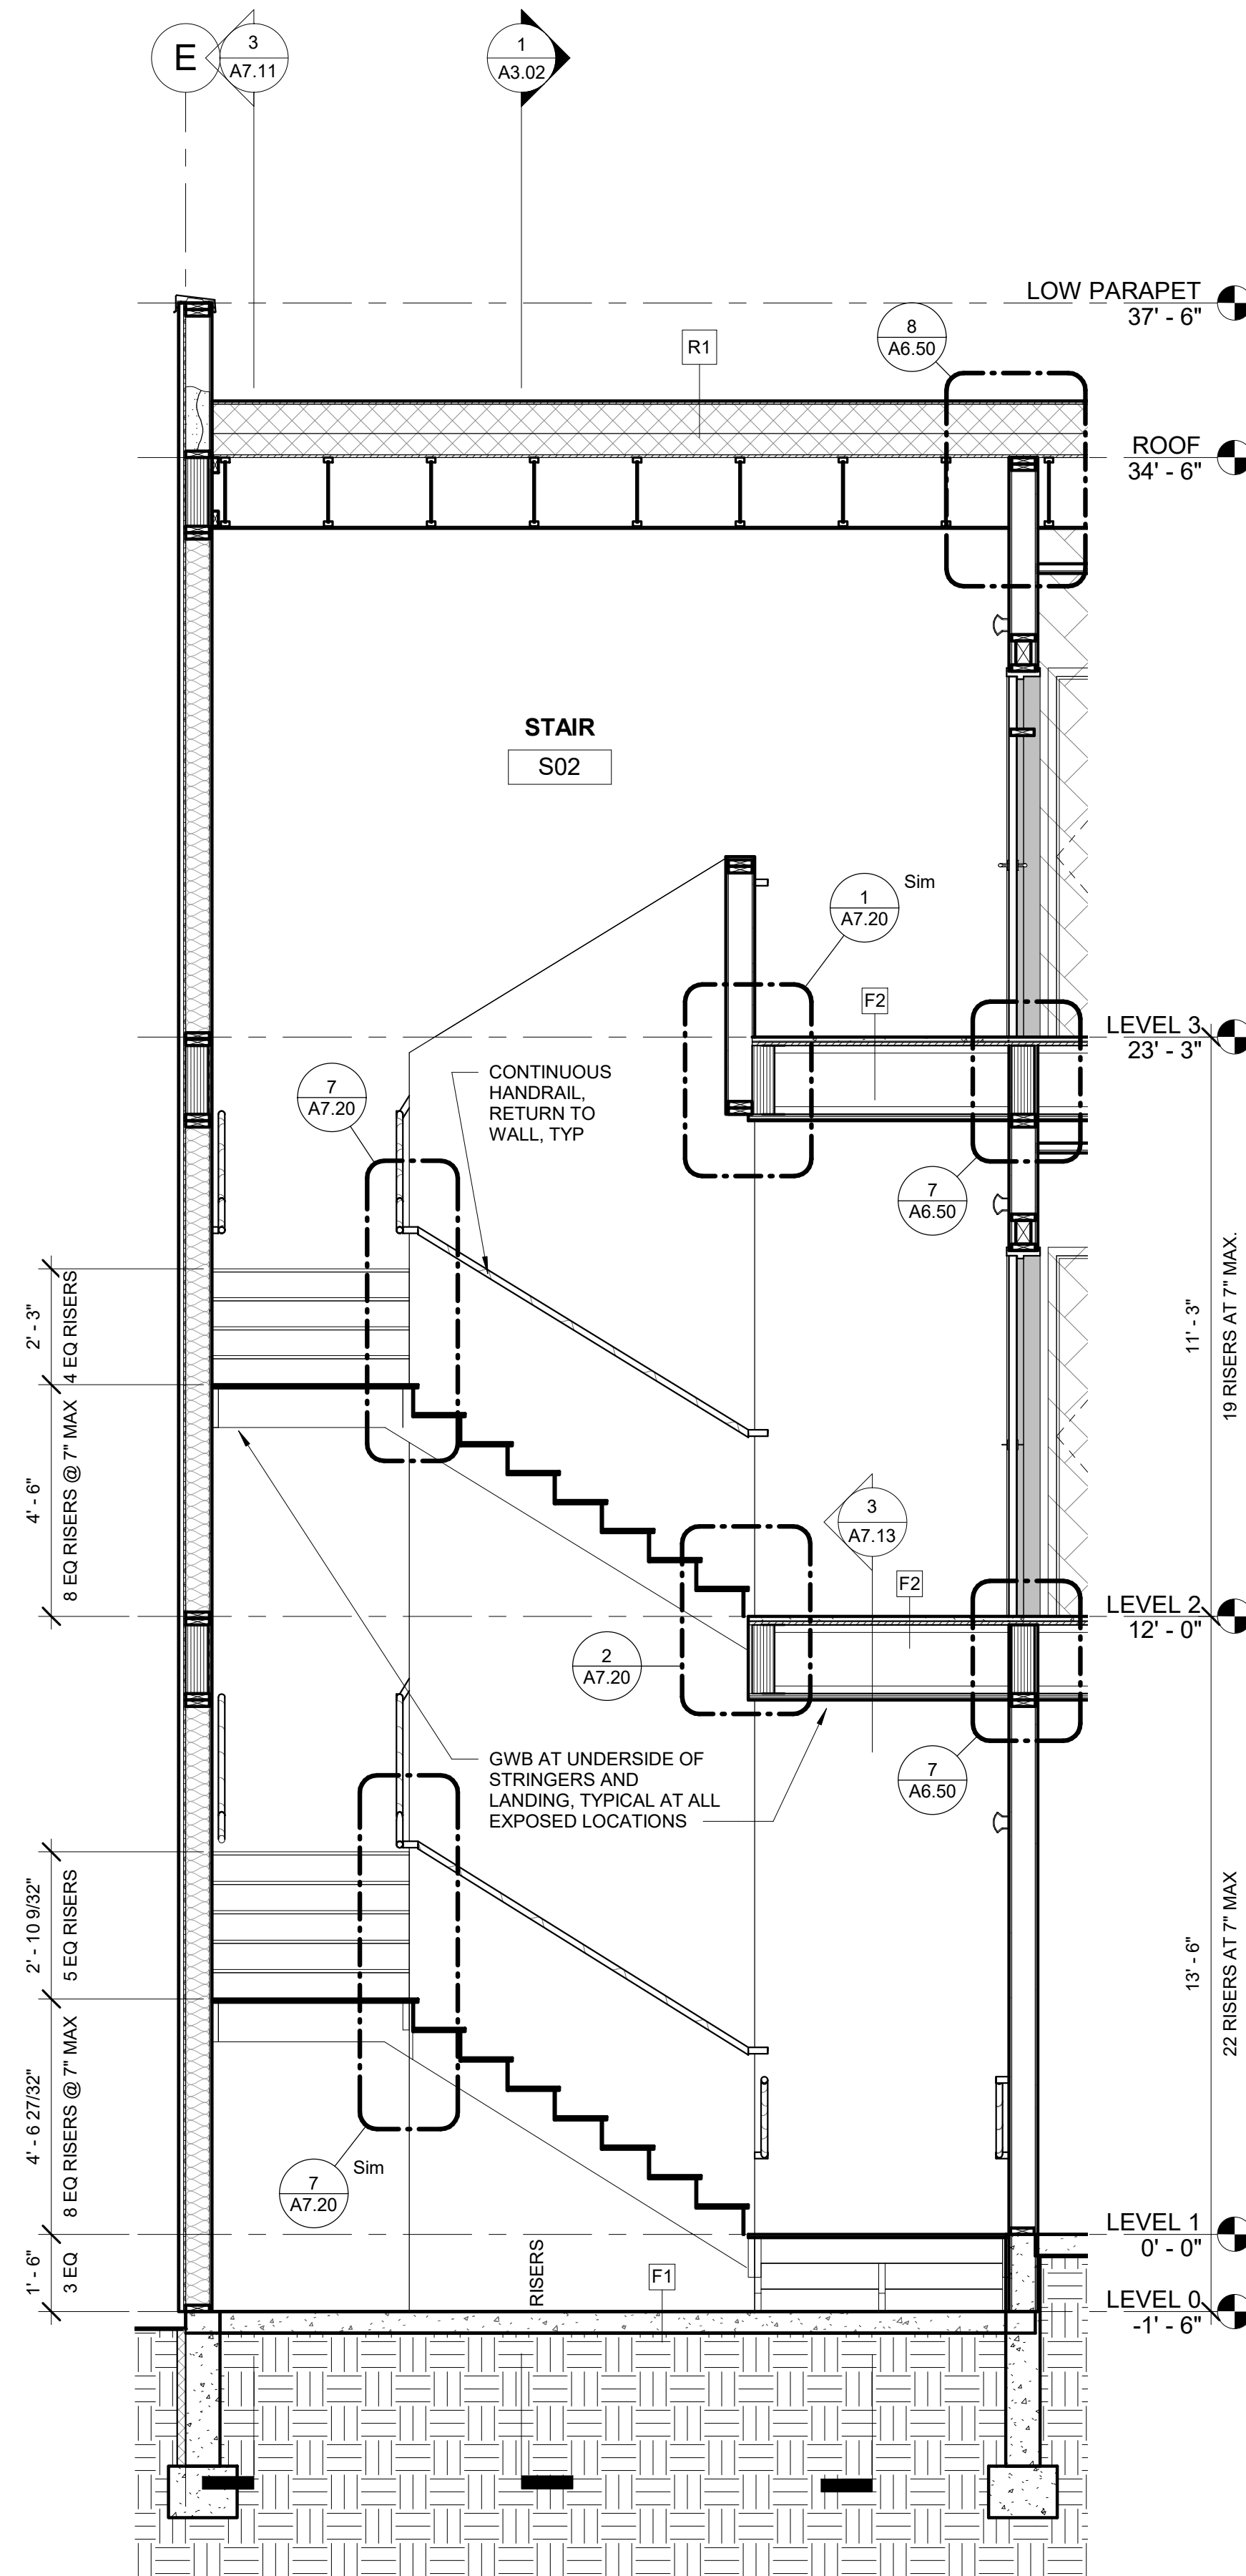 E
3
A7.11
1
A3.02
LOW PARAPET
37' - 6"
8
A6.50
R1
ROOF
34' - 6"
STAIR
S02
Sim
1
A7.20
F2
LEVEL 3
23' - 3"
7
A7.20
CONTINUOUS
HANDRAIL,
RETURN TO
WALL, TYP
7
A6.50
2' - 3"
4 EQ RISERS
11' - 3"
19 RISERS AT 7" MAX.
4' - 6"
8 EQ RISERS @ 7" MAX
3
A7.13
F2
LEVEL 2
12' - 0"
2
A7.20
GWB AT UNDERSIDE OF
STRINGERS AND
LANDING, TYPICAL AT ALL
EXPOSED LOCATIONS
7
A6.50
2' - 10 9/32"
5 EQ RISERS
13' - 6"
22 RISERS AT 7" MAX
4' - 6 27/32"
8 EQ RISERS @ 7" MAX
Sim
7
A7.20
LEVEL 1
0' - 0"
1' - 6"
3 EQ
RISERS
F1
LEVEL 0
-1' - 6"